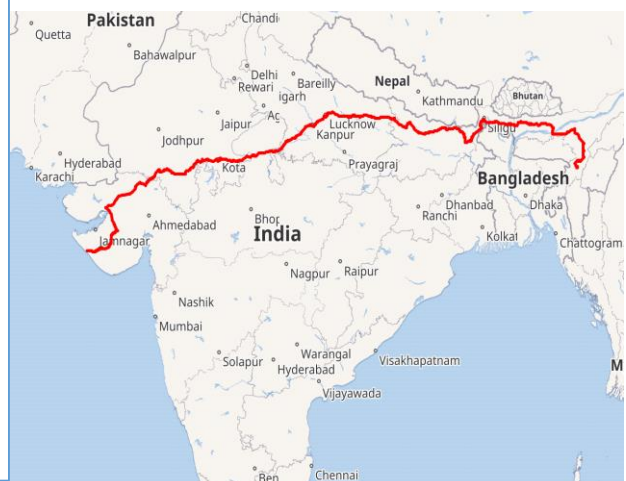 Pakistan
Chandi
Quetta
Bahawalpur
Delhi
Rewari
Bareilly
igarh
Nepal
Kathmandu
Bhutan
Jaipur
Ac
Lucknow
Siligu
Jodhpur
Kanpur
Hyderabad
Karachi
Kota
Prayagraj
Bangladesh
Dhanbad
Dhaka
Ranchi
Jamnagar
Ahmedabad
Bhop
India
Kolkat
Chattogram
Nagpur
Raipur
Nashik
Mumbai
Solapur
Warangal
Hyderabad
Visakhapatnam
M
Vijayawada
Ben
Chennai